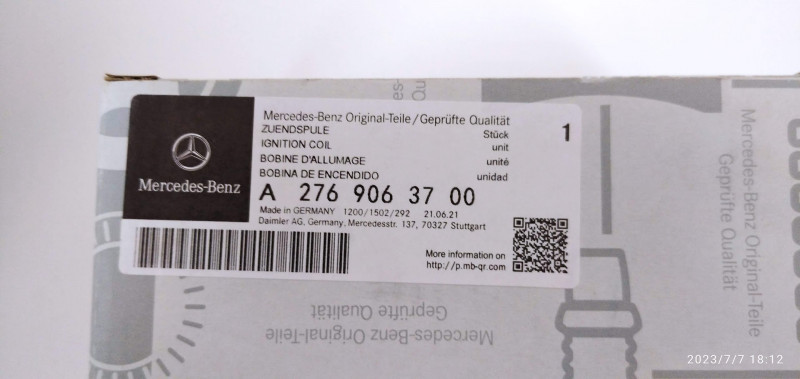 Mercedes-Benz Original-Teile/Geprüfte Qualität
ZUENDSPULE Stück 1
IGNITION COIL unit
BOBINE D'ALLUMAGE unité
BOBINA DE ENCENDIDO unidad
Mercedes-Benz
A 276 906 37 00
Made in GERMANY 1200/1502/292 21.06.21
Daimler AG, Germany, Mercedesstr. 137, 70327 Stuttgart
More information on
http://p.mb-qr.com
Mercedes-Benz Original-Teile
Geprüfte Qualität
Mercedes-Benz Original-Teile
Geprüfte Qualität
2023/7/7 18:12